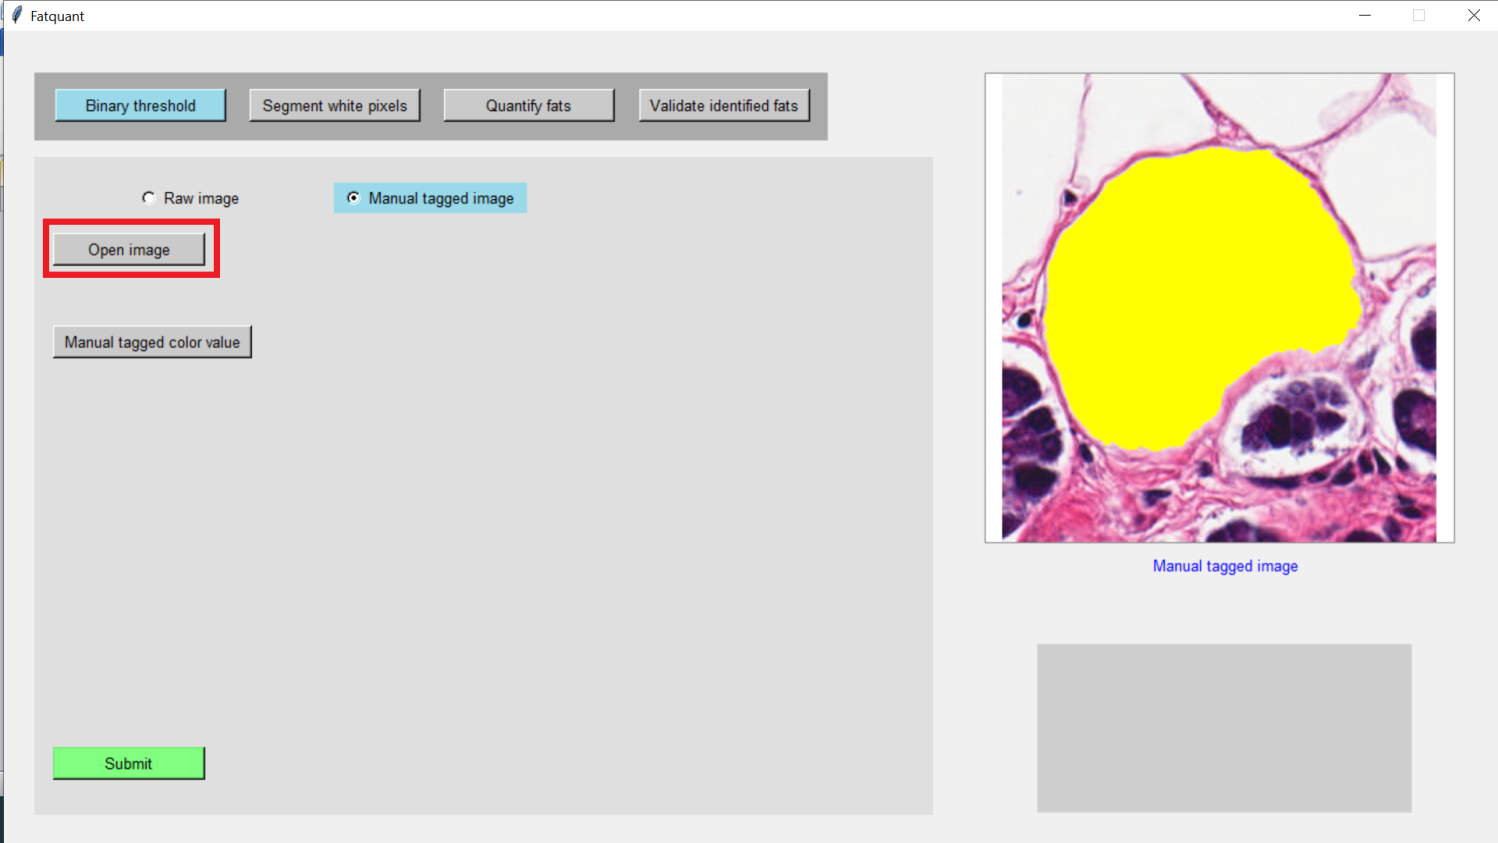 Fatquant
Binary threshold
Segment white pixels
Quantify fats
Validate identified fats
Raw image
Manual tagged image
Open image
Manual tagged color value
Submit
Manual tagged image